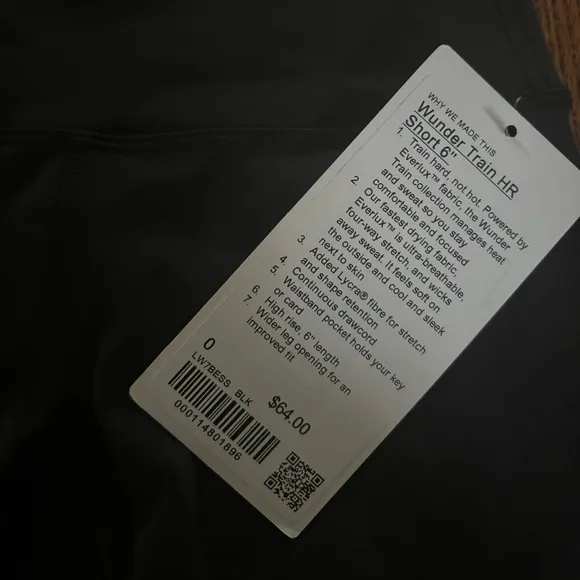 WHY WE MADE THIS
Wunder Train HR
Short 6"
1. Train hard, not hot. Powered by
Everlux™ fabric, the Wunder
Train collection manages heat
and sweat so you stay
comfortable and focused
2. Our fastest drying fabric,
Everlux™ is ultra-breathable,
four-way stretch, and wicks
away sweat. It feels soft on
the outside and cool and sleek
next to skin
3. Added Lycra® fibre for stretch
and shape retention
4. Continuous drawcord
5. Waistband pocket holds your key
or card
6. High rise, 6" length
7. Wider leg opening for an
improved fit
0
LW7BESS BLK
$64.00
000114801896